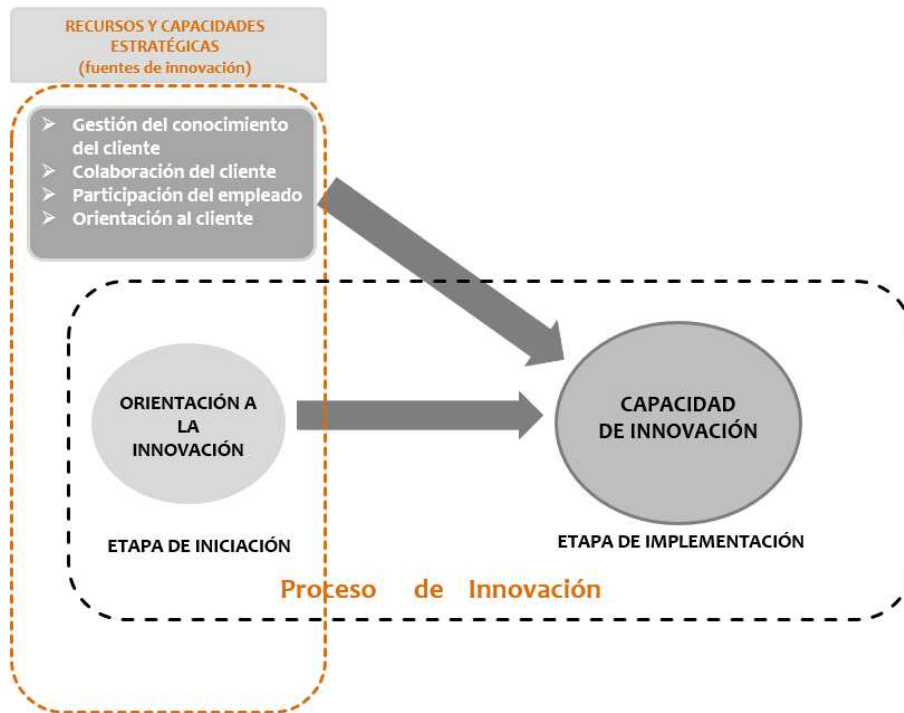 RECURSOS Y CAPACIDADES
ESTRATÉGICAS
(fuentes de innovación)
➢ Gestión del conocimiento
del cliente
➢ Colaboración del cliente
➢ Participación del empleado
➢ Orientación al cliente
ORIENTACIÓN A
LA
INNOVACIÓN
CAPACIDAD
DE INNOVACIÓN
ETAPA DE INICIACIÓN
ETAPA DE IMPLEMENTACIÓN
Proceso de Innovación